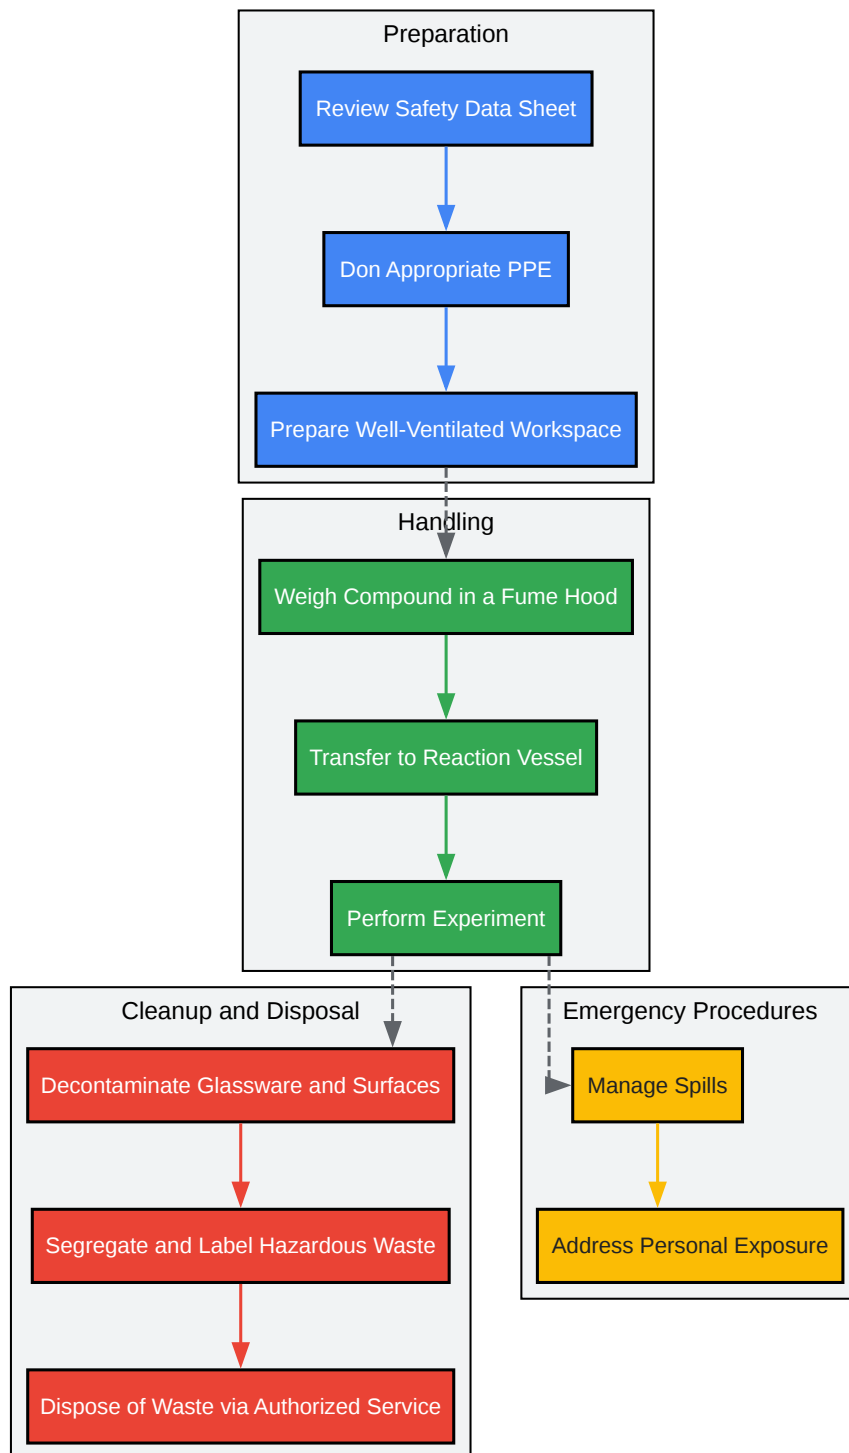 Preparation
Review Safety Data Sheet
Don Appropriate PPE
Prepare Well-Ventilated Workspace
Handling
Weigh Compound in a Fume Hood
Transfer to Reaction Vessel
Perform Experiment
Cleanup and Disposal
Decontaminate Glassware and Surfaces
Segregate and Label Hazardous Waste
Dispose of Waste via Authorized Service
Emergency Procedures
Manage Spills
Address Personal Exposure